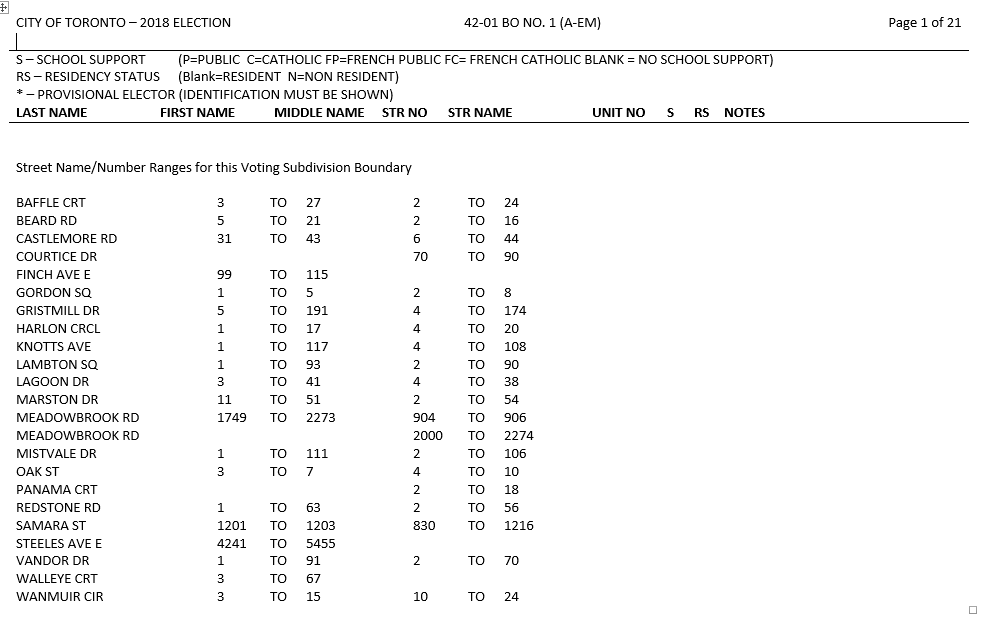 CITY OF TORONTO – 2018 ELECTION 42-01 BO NO. 1 (A-EM) Page 1 of 21
S – SCHOOL SUPPORT (P=PUBLIC C=CATHOLIC FP=FRENCH PUBLIC FC= FRENCH CATHOLIC BLANK = NO SCHOOL SUPPORT)
RS – RESIDENCY STATUS (Blank=RESIDENT N=NON RESIDENT)
* – PROVISIONAL ELECTOR (IDENTIFICATION MUST BE SHOWN)
LAST NAME FIRST NAME MIDDLE NAME STR NO STR NAME UNIT NO S RS NOTES
Street Name/Number Ranges for this Voting Subdivision Boundary
BAFFLE CRT 3 TO 27 2 TO 24
BEARD RD 5 TO 21 2 TO 16
CASTLEMORE RD 31 TO 43 6 TO 44
COURTICE DR 70 TO 90
FINCH AVE E 99 TO 115
GORDON SQ 1 TO 5 2 TO 8
GRISTMILL DR 5 TO 191 4 TO 174
HARLON CRCL 1 TO 17 4 TO 20
KNOTTS AVE 1 TO 117 4 TO 108
LAMBTON SQ 1 TO 93 2 TO 90
LAGOON DR 3 TO 41 4 TO 38
MARSTON DR 11 TO 51 2 TO 54
MEADOWBROOK RD 1749 TO 2273 904 TO 906
MEADOWBROOK RD 2000 TO 2274
MISTVALE DR 1 TO 111 2 TO 106
OAK ST 3 TO 7 4 TO 10
PANAMA CRT 2 TO 18
REDSTONE RD 1 TO 63 2 TO 56
SAMARA ST 1201 TO 1203 830 TO 1216
STEELES AVE E 4241 TO 5455
VANDOR DR 1 TO 91 2 TO 70
WALLEYE CRT 3 TO 67
WANMUIR CIR 3 TO 15 10 TO 24